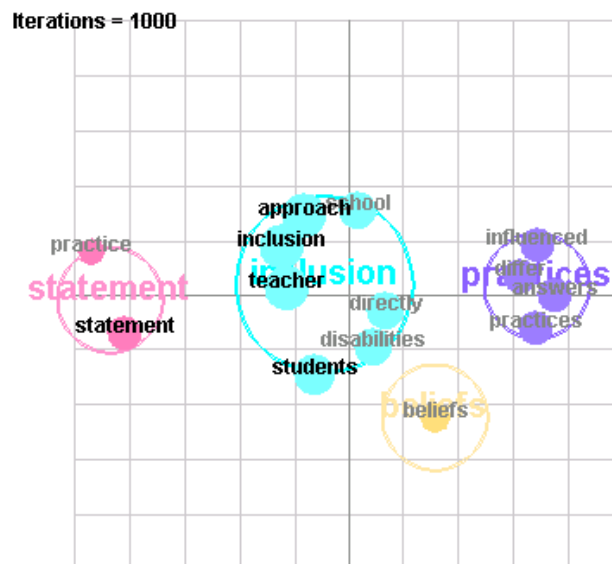 Iterations = 1000
approach
school
inclusion
influenced
practice
inclusion
differ
practices
teacher
statement
answers
directly
statement
practices
disabilities
students
beliefs
beliefs